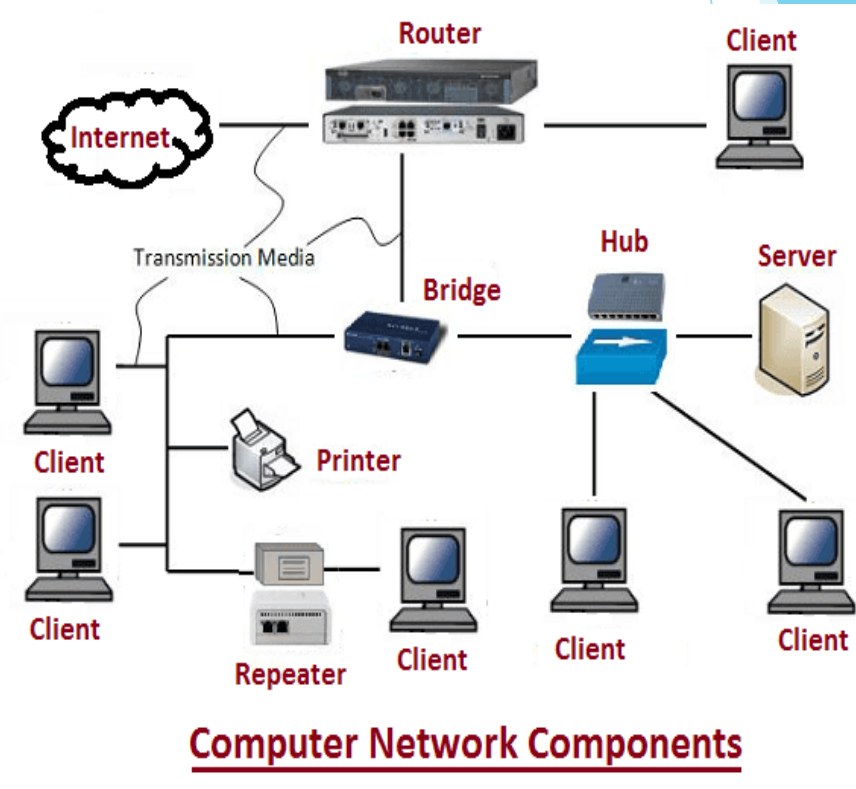 Router
Client
Internet
Transmission Media
Hub
Server
Bridge
Client
Printer
Client
Repeater
Client
Client
Client
Computer Network Components